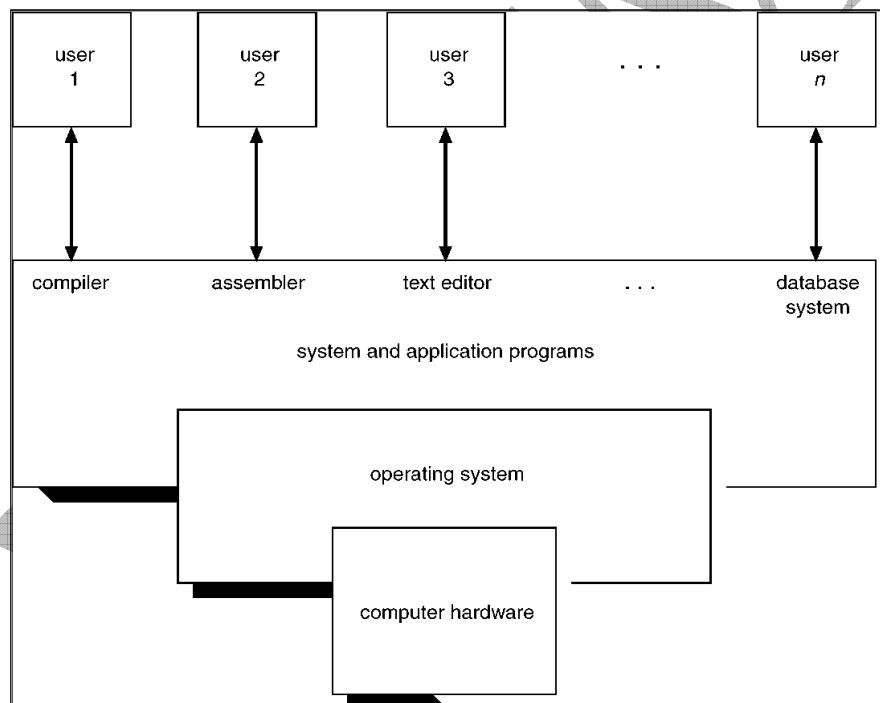 user
1
user
2
user
3
. . .
user
n
compiler
assembler
text editor
. . .
database
system
system and application programs
operating system
computer hardware